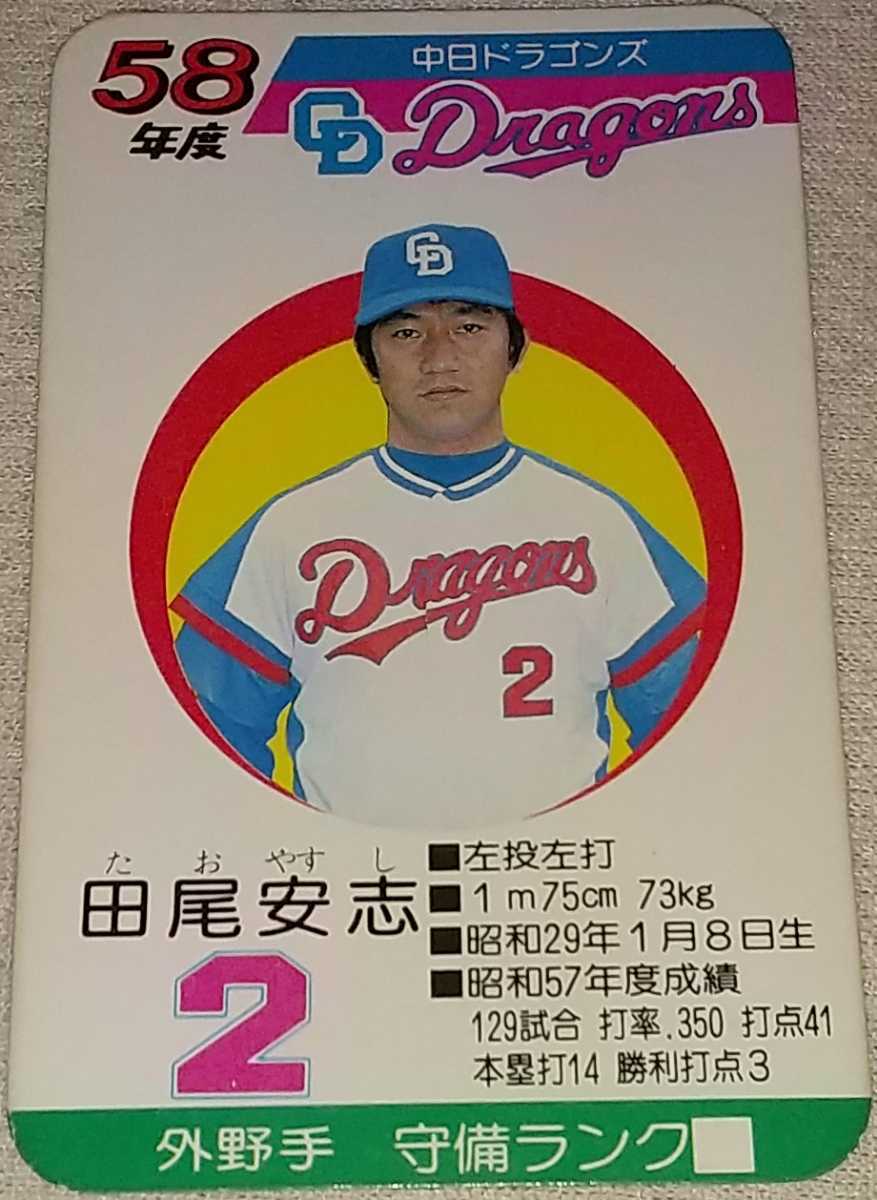 58
年度
中日ドラゴンズ
CD Dragons
CD
Dragons
2
た お やす し
田尾安志
2
■左投左打
■1m75cm 73kg
■昭和29年1月8日生
■昭和57年度成績
129試合 打率.350 打点41
本塁打14 勝利打点3
外野手 守備ランク